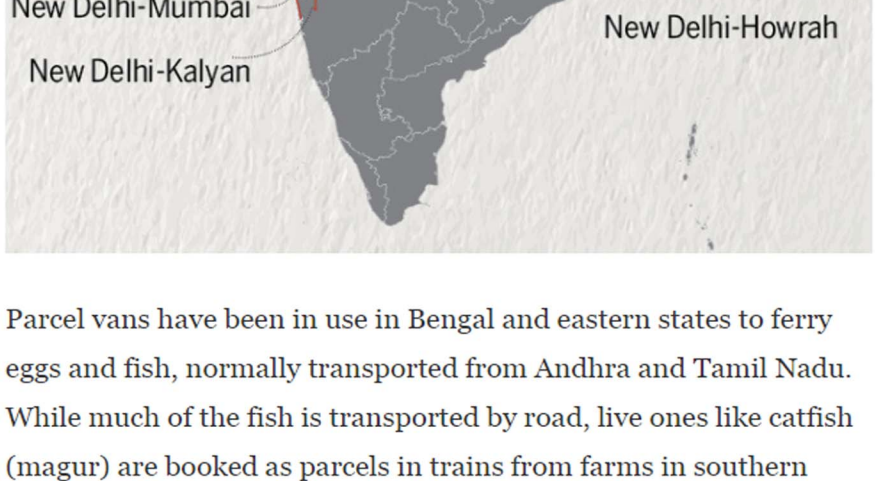 New Delhi-Mumbai
New Delhi-Howrah
New Delhi-Kalyan
Parcel vans have been in use in Bengal and eastern states to ferry
eggs and fish, normally transported from Andhra and Tamil Nadu.
While much of the fish is transported by road, live ones like catfish
(magur) are booked as parcels in trains from farms in southern